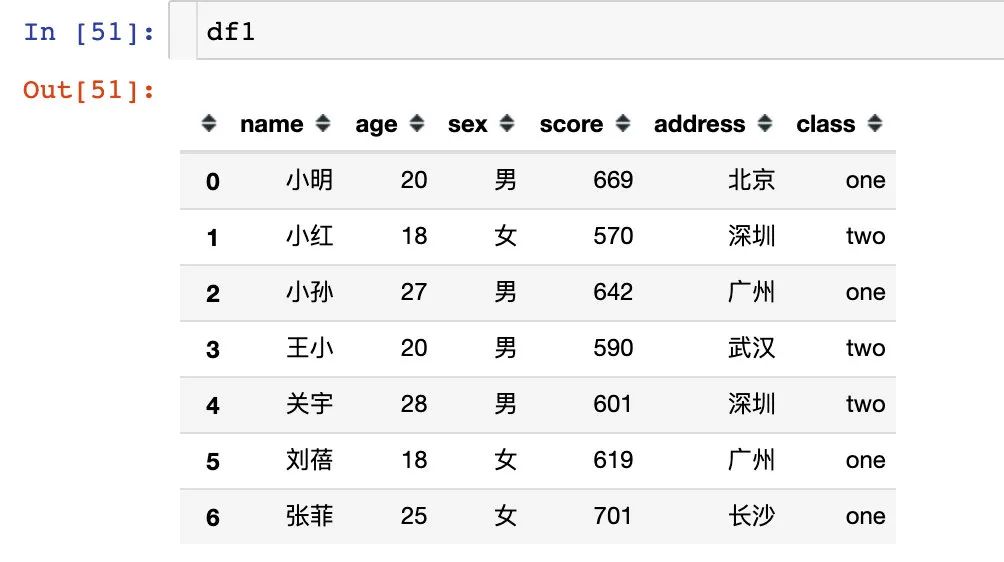 In [51]: df1
Out[51]:
name age sex score address class
0 小明 20 男 669 北京 one
1 小红 18 女 570 深圳 two
2 小孙 27 男 642 广州 one
3 王小 20 男 590 武汉 two
4 关宇 28 男 601 深圳 two
5 刘蓓 18 女 619 广州 one
6 张菲 25 女 701 长沙 one